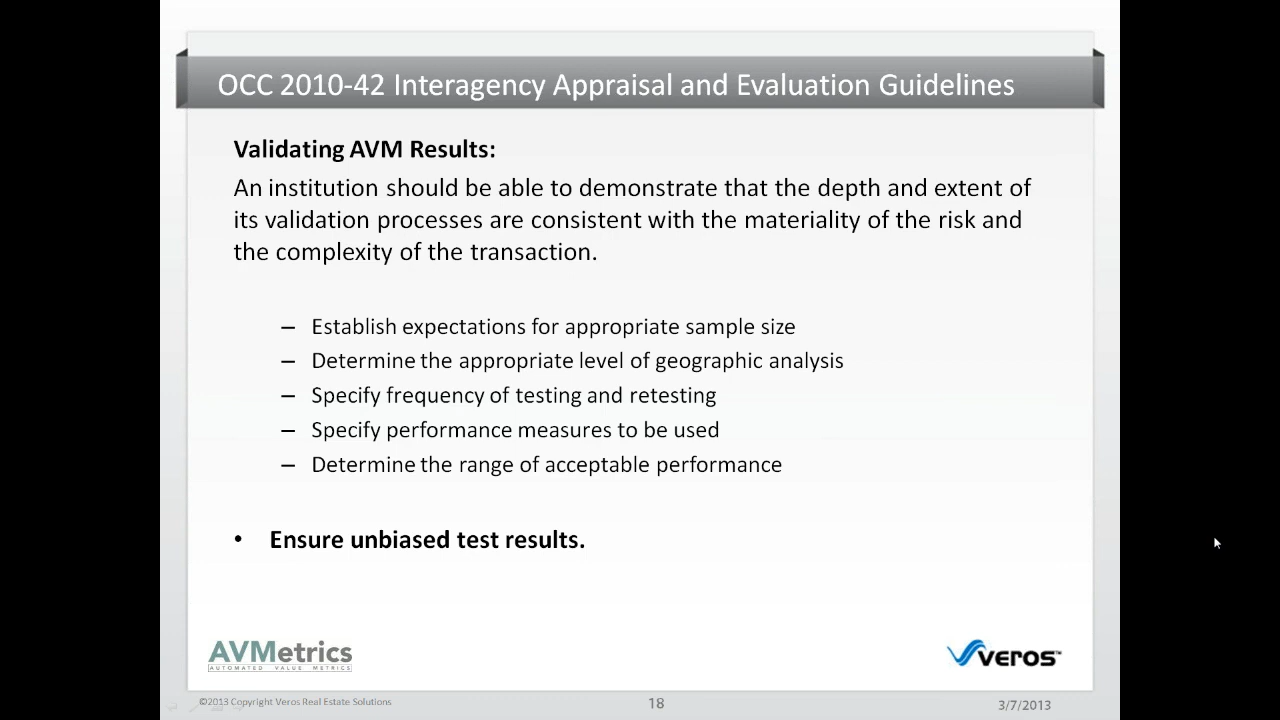 OCC 2010-42 Interagency Appraisal and Evaluation Guidelines
Validating AVM Results:
An institution should be able to demonstrate that the depth and extent of
its validation processes are consistent with the materiality of the risk and
the complexity of the transaction.
– Establish expectations for appropriate sample size
– Determine the appropriate level of geographic analysis
– Specify frequency of testing and retesting
– Specify performance measures to be used
– Determine the range of acceptable performance
• Ensure unbiased test results.
AVMetrics
AUTOMATED VALUE METRICS
VEROS™
©2013 Copyright Veros Real Estate Solutions
18
3/7/2013